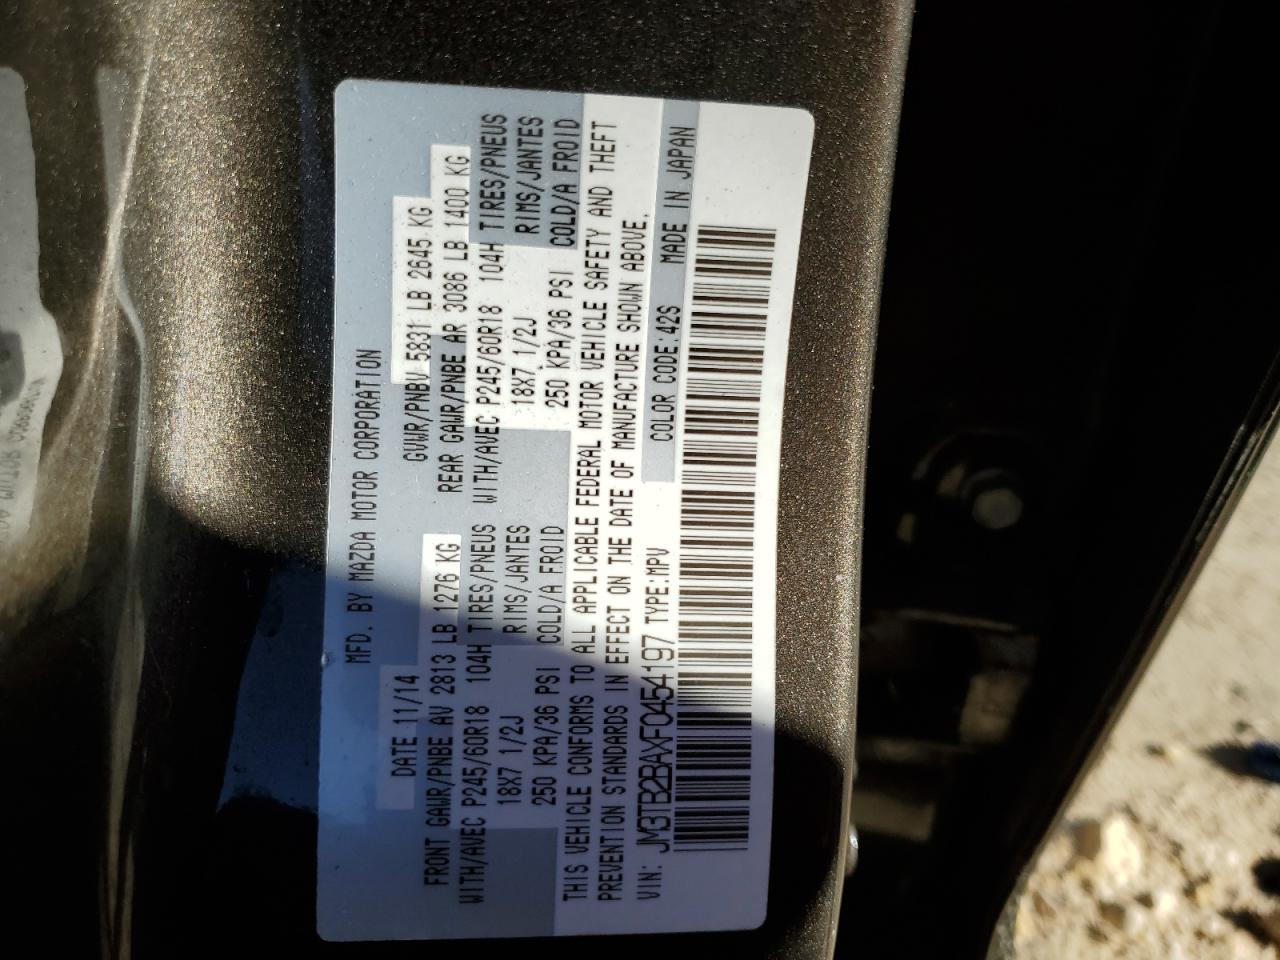 MFD. BY MAZDA MOTOR CORPORATION
DATE 11/14 GVWR/PNBV 5831 LB 2645 KG
FRONT GAWR/PNBE AV 2813 LB 1276 KG REAR GAWR/PNBE AR 3086 LB 1400 KG
WITH/AVEC P245/60R18 104H TIRES/PNEUS WITH/AVEC P245/60R18 104H TIRES/PNEUS
18X7 1/2J RIMS/JANTES 18X7 1/2J RIMS/JANTES
250 KPA/36 PSI COLD/A FROID 250 KPA/36 PSI COLD/A FROID
THIS VEHICLE CONFORMS TO ALL APPLICABLE FEDERAL MOTOR VEHICLE SAFETY AND THEFT
PREVENTION STANDARDS IN EFFECT ON THE DATE OF MANUFACTURE SHOWN ABOVE.
VIN: JM3TB2BAXF0454197 TYPE:MPV COLOR CODE:42S MADE IN JAPAN